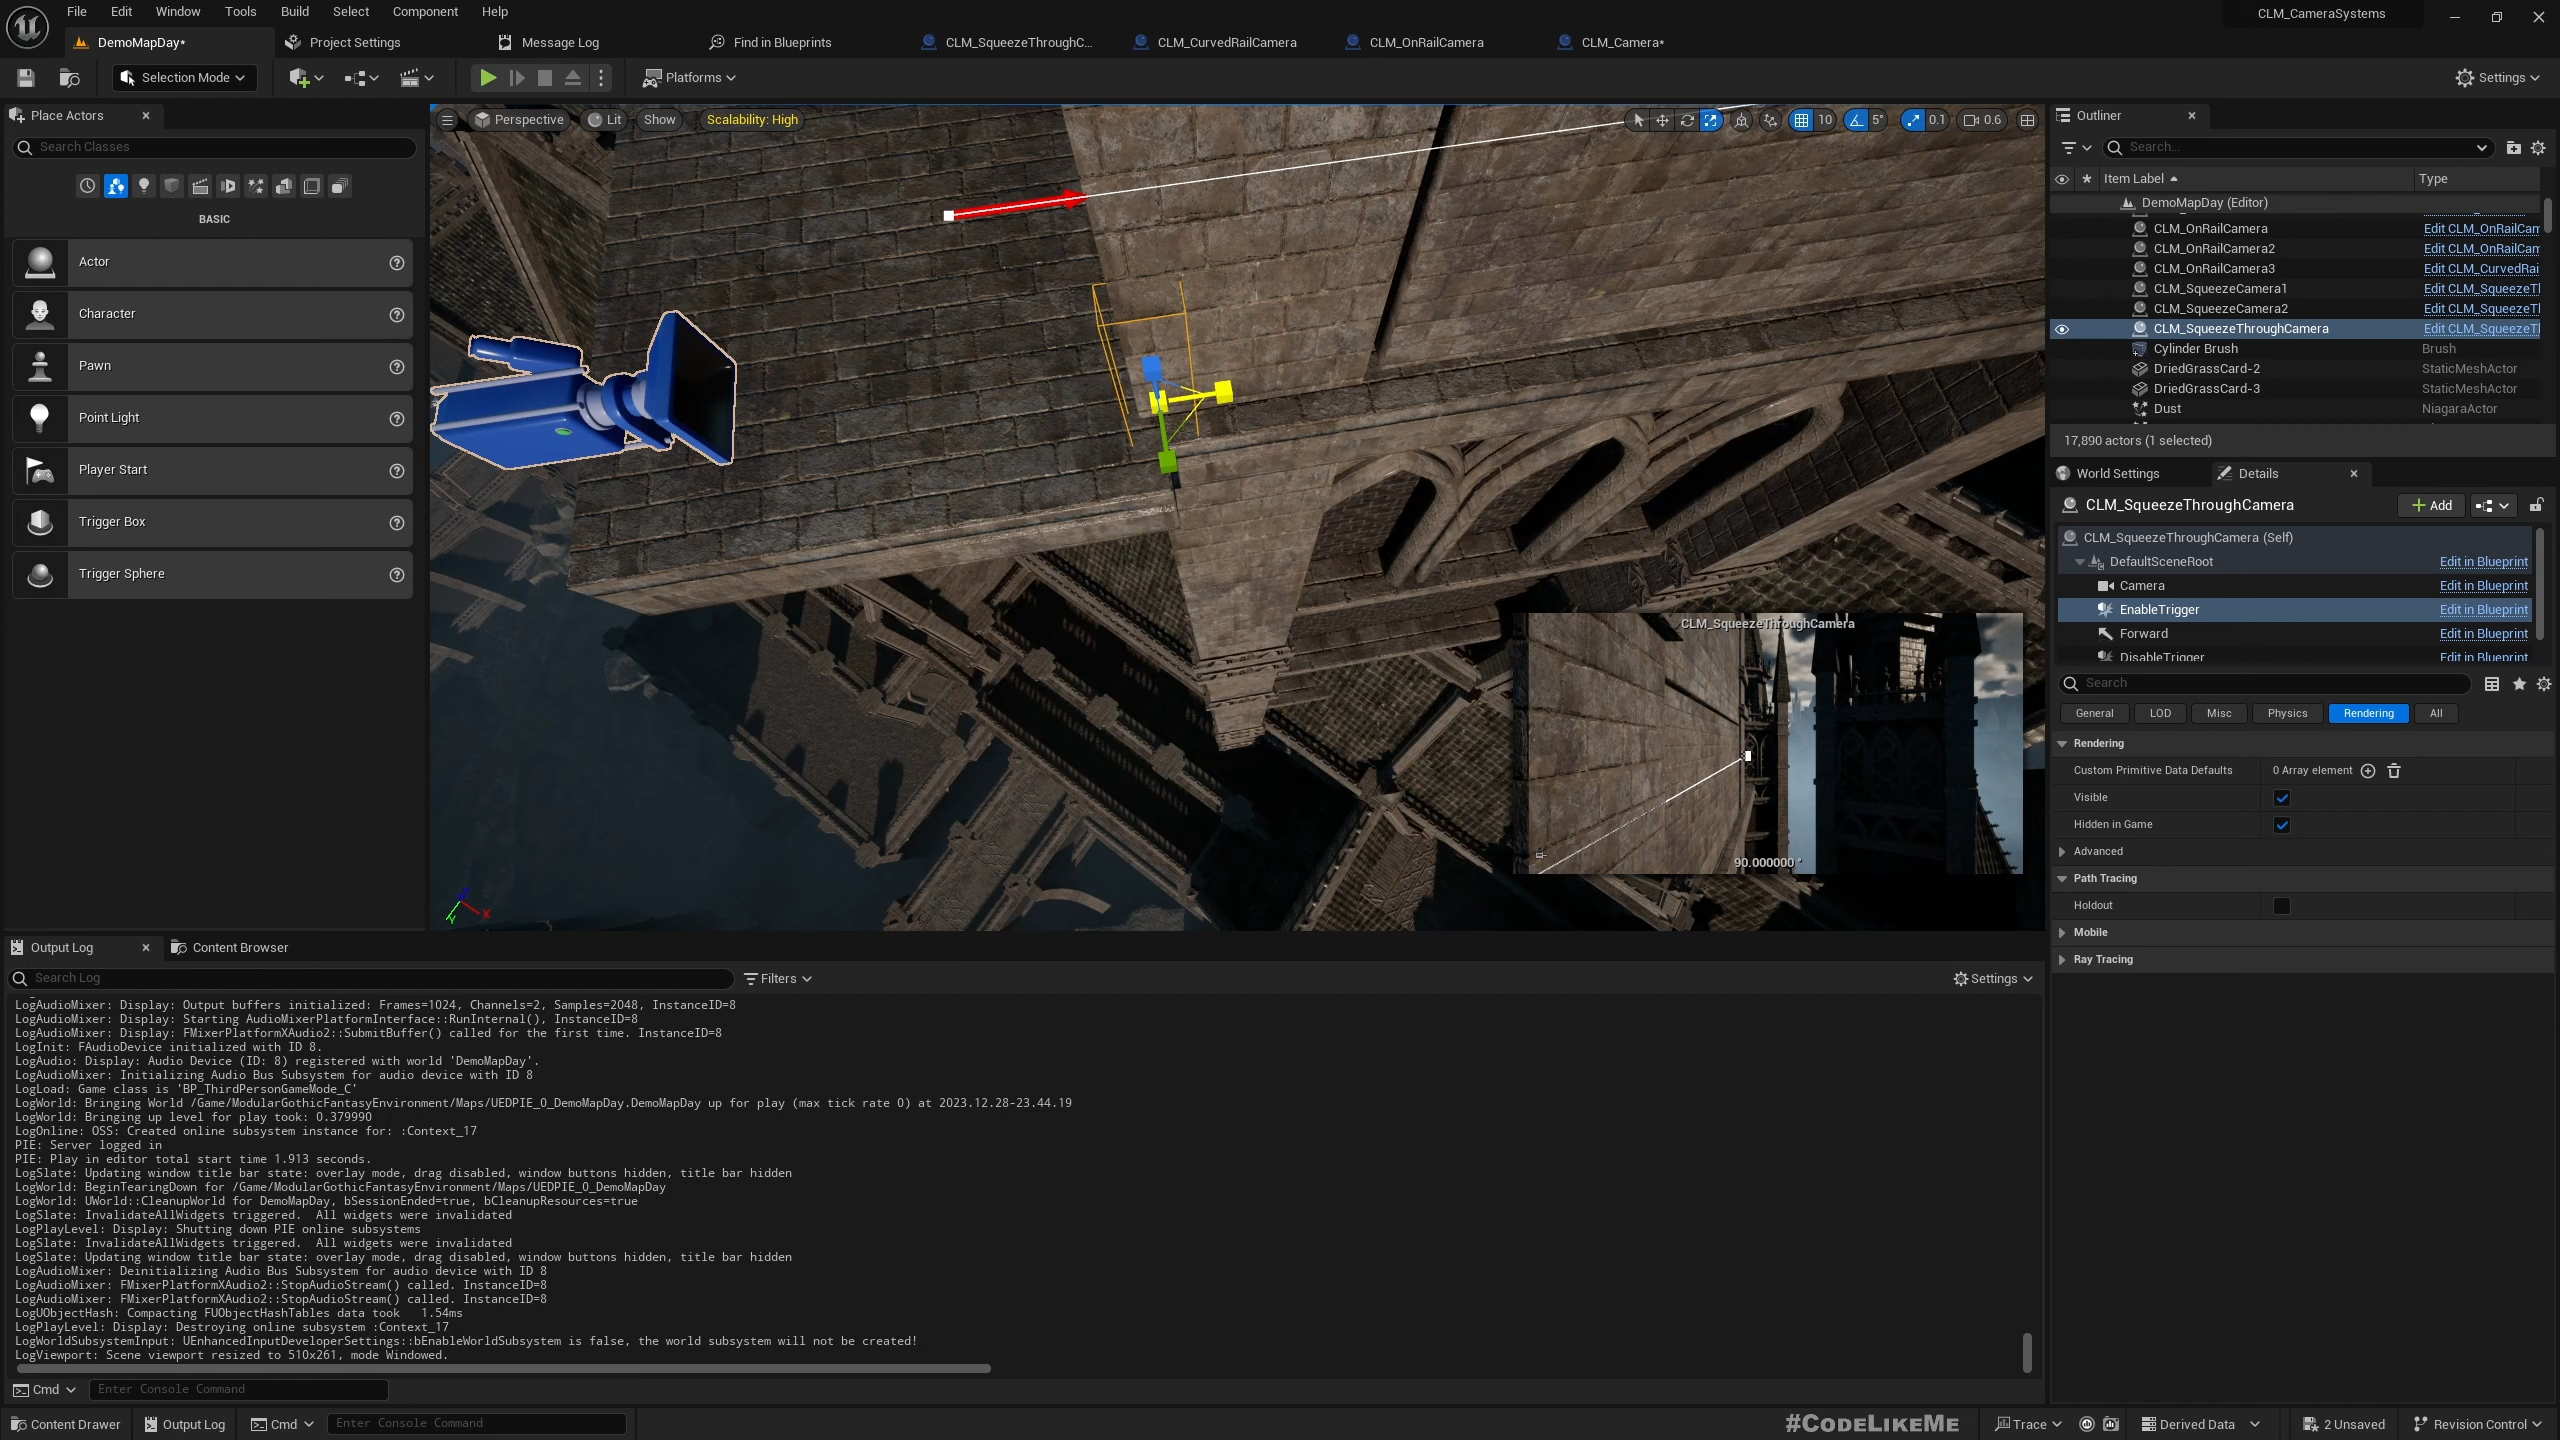 File Edit Window Tools Build Select Component Help
CLM_CameraSystems
DemoMapDay*
Project Settings
Message Log
Find in Blueprints
CLM_SqueezeThroughC...
CLM_CurvedRailCamera
CLM_OnRailCamera
CLM_Camera*
Selection Mode
Platforms
Settings
Place Actors
Search Classes
BASIC
Actor
Character
Pawn
Point Light
Player Start
Trigger Box
Trigger Sphere
Perspective
Lit
Show
Scalability: High
10
5°
0.1
0.6
CLM_SqueezeThroughCamera
90.000000 °
Outliner
Search...
Item Label
Type
DemoMapDay (Editor)
CLM_OnRailCamera Edit CLM_OnRailCam
CLM_OnRailCamera2 Edit CLM_OnRailCam
CLM_OnRailCamera3 Edit CLM_CurvedRai
CLM_SqueezeCamera1 Edit CLM_SqueezeTl
CLM_SqueezeCamera2 Edit CLM_SqueezeTl
CLM_SqueezeThroughCamera Edit CLM_SqueezeTl
Cylinder Brush Brush
DriedGrassCard-2 StaticMeshActor
DriedGrassCard-3 StaticMeshActor
Dust NiagaraActor
17,890 actors (1 selected)
World Settings
Details
CLM_SqueezeThroughCamera
Add
CLM_SqueezeThroughCamera (Self)
DefaultSceneRoot Edit in Blueprint
Camera Edit in Blueprint
EnableTrigger Edit in Blueprint
Forward Edit in Blueprint
DisableTrigger Edit in Blueprint
Search
General LOD Misc Physics Rendering All
Rendering
Custom Primitive Data Defaults 0 Array element
Visible
Hidden in Game
Advanced
Path Tracing
Holdout
Mobile
Ray Tracing
Output Log
Content Browser
Search Log
Filters
Settings
LogAudioMixer: Display: Output buffers initialized: Frames=1024, Channels=2, Samples=2048, InstanceID=8
LogAudioMixer: Display: Starting AudioMixerPlatformInterface::RunInternal(), InstanceID=8
LogAudioMixer: Display: FMixerPlatformXAudio2::SubmitBuffer() called for the first time. InstanceID=8
LogInit: FAudioDevice initialized with ID 8.
LogAudio: Display: Audio Device (ID: 8) registered with world 'DemoMapDay'.
LogAudioMixer: Initializing Audio Bus Subsystem for audio device with ID 8
LogLoad: Game class is 'BP_ThirdPersonGameMode_C'
LogWorld: Bringing World /Game/ModularGothicFantasyEnvironment/Maps/UEDPIE_0_DemoMapDay.DemoMapDay up for play (max tick rate 0) at 2023.12.28-23.44.19
LogWorld: Bringing up level for play took: 0.379990
LogOnline: OSS: Created online subsystem instance for: :Context_17
PIE: Server logged in
PIE: Play in editor total start time 1.913 seconds.
LogSlate: Updating window title bar state: overlay mode, drag disabled, window buttons hidden, title bar hidden
LogWorld: BeginTearingDown for /Game/ModularGothicFantasyEnvironment/Maps/UEDPIE_0_DemoMapDay
LogWorld: UWorld::CleanupWorld for DemoMapDay, bSessionEnded=true, bCleanupResources=true
LogSlate: InvalidateAllWidgets triggered.  All widgets were invalidated
LogPlayLevel: Display: Shutting down PIE online subsystems
LogSlate: InvalidateAllWidgets triggered.  All widgets were invalidated
LogSlate: Updating window title bar state: overlay mode, drag disabled, window buttons hidden, title bar hidden
LogAudioMixer: Deinitializing Audio Bus Subsystem for audio device with ID 8
LogAudioMixer: FMixerPlatformXAudio2::StopAudioStream() called. InstanceID=8
LogAudioMixer: FMixerPlatformXAudio2::StopAudioStream() called. InstanceID=8
LogUObjectHash: Compacting FUObjectHashTables data took   1.54ms
LogPlayLevel: Display: Destroying online subsystem :Context_17
LogWorldSubsystemInput: UEnhancedInputDeveloperSettings::bEnableWorldSubsystem is false, the world subsystem will not be created!
LogViewport: Scene viewport resized to 510x261, mode Windowed.
Cmd
Enter Console Command
Content Drawer
Output Log
Cmd
Enter Console Command
#CodeLikeMe
Trace
Derived Data
2 Unsaved
Revision Control